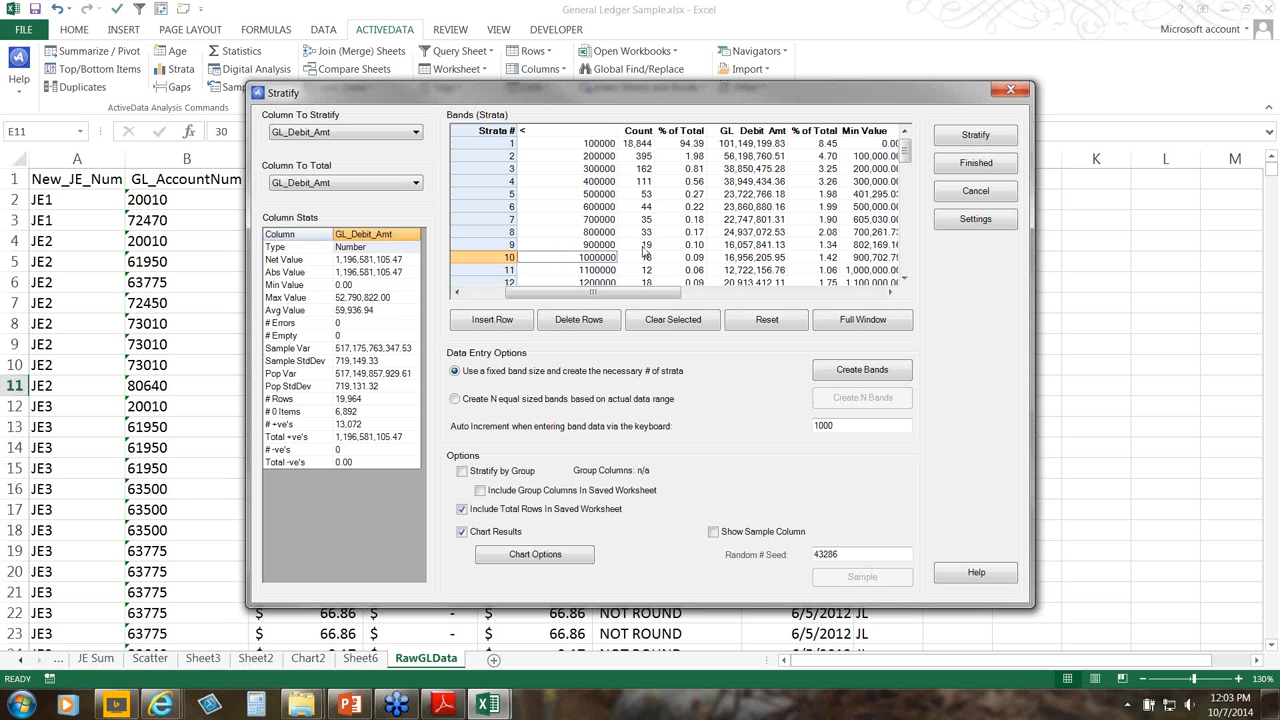 General Ledger Sample.xlsx - Excel
FILE HOME INSERT PAGE LAYOUT FORMULAS DATA ACTIVEDATA REVIEW VIEW DEVELOPER Microsoft account
Summarize / Pivot Age Statistics Join (Merge) Sheets Query Sheet Rows Open Workbooks Navigators
Help Top/Bottom Items Strata Digital Analysis Compare Sheets Worksheet Columns Global Find/Replace Import
Duplicates Gaps
ActiveData Analysis Commands
E11 30
A B K L M
1 New_JE_Num GL_AccountNum
2 JE1 20010
3 JE1 72470
4 JE2 20010
5 JE2 61950
6 JE2 63775
7 JE2 72450
8 JE2 73010
9 JE2 73010
10 JE2 73010
11 JE2 80640
12 JE3 20010
13 JE3 61950
14 JE3 61950
15 JE3 61950
16 JE3 63500
17 JE3 63500
18 JE3 63500
19 JE3 63775
20 JE3 63775
21 JE3 63775
22 JE3 63775 $ 66.86 $ - $ 66.86 NOT ROUND 6/5/2012 JL
23 JE3 63775 $ 66.86 $ - $ 66.86 NOT ROUND 6/5/2012 JL
Stratify
Column To Stratify
GL_Debit_Amt
Column To Total
GL_Debit_Amt
Column Stats
Column GL_Debit_Amt
Type Number
Net Value 1,196,581,105.47
Abs Value 1,196,581,105.47
Min Value 0.00
Max Value 52,790,822.00
Avg Value 59,936.94
# Errors 0
# Empty 0
Sample Var 517,175,763,347.53
Sample StdDev 719,149.33
Pop Var 517,149,857,929.61
Pop StdDev 719,131.32
# Rows 19,964
# 0 Items 6,892
# +ve's 13,072
Total +ve's 1,196,581,105.47
# -ve's 0
Total -ve's 0.00
Bands (Strata)
Strata # < Count % of Total GL_Debit_Amt % of Total Min Value
1 100000 18,844 94.39 101,149,199.83 8.45 0.00
2 200000 395 1.98 56,198,760.51 4.70 100,000.00
3 300000 162 0.81 38,850,475.28 3.25 200,000.00
4 400000 111 0.56 38,949,434.36 3.26 300,000.00
5 500000 53 0.27 23,722,766.18 1.98 401,295.03
6 600000 44 0.22 23,860,880.89 1.99 500,000.00
7 700000 35 0.18 22,747,801.31 1.90 605,030.00
8 800000 33 0.17 24,937,072.53 2.08 700,261.73
9 900000 19 0.10 16,057,841.13 1.34 802,169.16
10 1000000 18 0.09 16,956,205.95 1.42 900,702.79
11 1100000 12 0.06 12,722,156.76 1.06 1,000,000.00
12 1200000 18 0.09 20,913,412.11 1.75 1,100,000.00
Insert Row Delete Rows Clear Selected Reset Full Window
Data Entry Options
Use a fixed band size and create the necessary # of strata Create Bands
Create N equal sized bands based on actual data range Create N Bands
Auto Increment when entering band data via the keyboard: 1000
Options
Stratify by Group Group Columns: n/a
Include Group Columns In Saved Worksheet
Include Total Rows In Saved Worksheet
Chart Results Show Sample Column
Chart Options Random # Seed: 43286
Sample
Stratify
Finished
Cancel
Settings
Help
... JE Sum Scatter Sheet3 Sheet2 Chart2 Sheet6 RawGLData
READY 130%
12:03 PM
10/7/2014